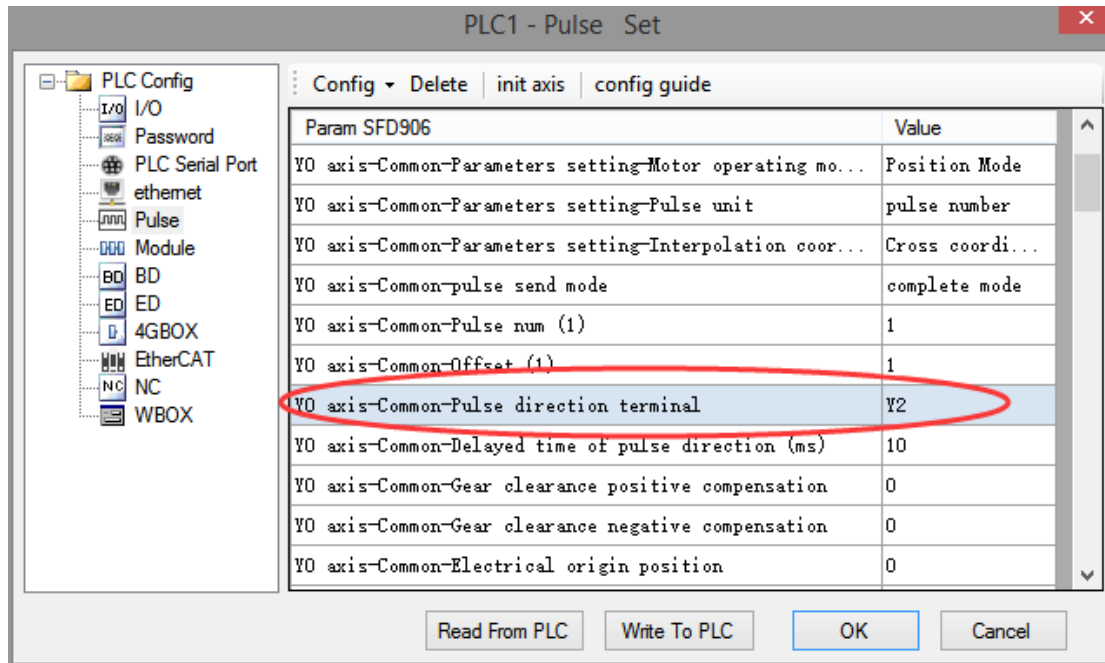 PLC1 - Pulse Set
PLC Config
I/O I/O
Password
PLC Serial Port
ethernet
Pulse
Module
BD BD
ED ED
4GBOX
EtherCAT
NC NC
WBOX
Config Delete init axis config guide
Param SFD906 Value
Y0 axis-Common-Parameters setting-Motor operating mo... Position Mode
Y0 axis-Common-Parameters setting-Pulse unit pulse number
Y0 axis-Common-Parameters setting-Interpolation coor... Cross coordi...
Y0 axis-Common-pulse send mode complete mode
Y0 axis-Common-Pulse num (1) 1
Y0 axis-Common-Offset (1) 1
Y0 axis-Common-Pulse direction terminal Y2
Y0 axis-Common-Delayed time of pulse direction (ms) 10
Y0 axis-Common-Gear clearance positive compensation 0
Y0 axis-Common-Gear clearance negative compensation 0
Y0 axis-Common-Electrical origin position 0
Read From PLC Write To PLC OK Cancel